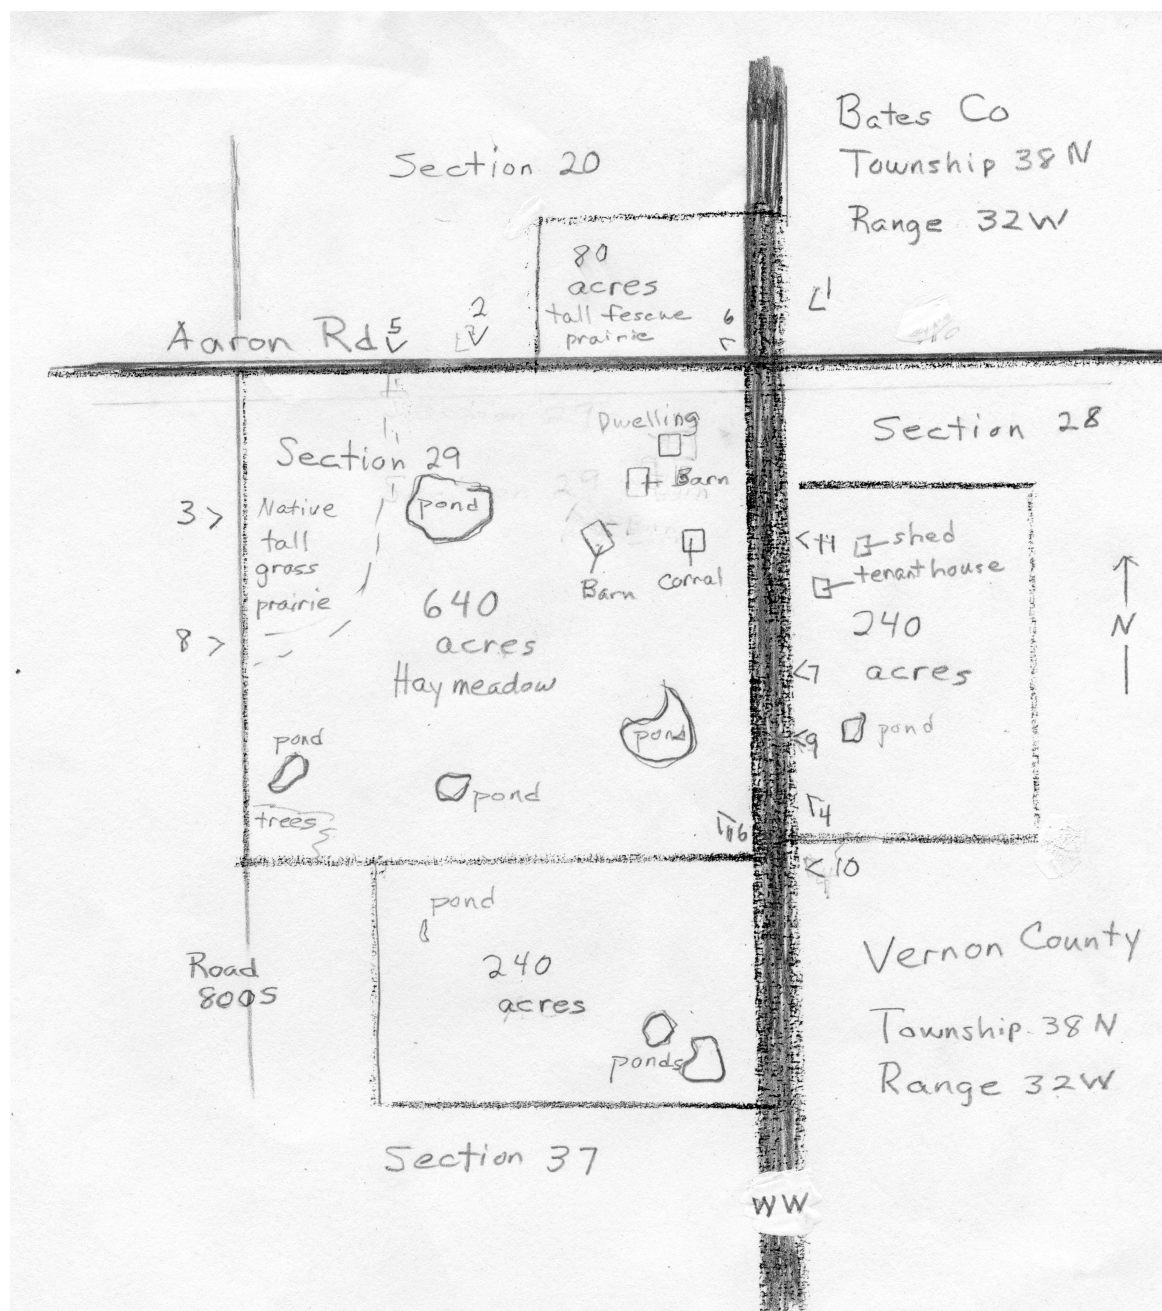 Bates Co
Township 38 N
Range 32W
Section 20
80
acres
tall fescue
prairie
1
2
5
6
Aaron Rd
Section 28
Dwelling
Barn
Section 29
pond
3 >
Native
tall
grass
prairie
Barn
Corral
shed
tenant house
640
acres
Hay meadow
240
acres
N
8 >
<7
pond
<9
pond
pond
pond
trees
4
<10
pond
240
acres
Road
800S
ponds
Vernon County
Township 38 N
Range 32W
Section 37
WW